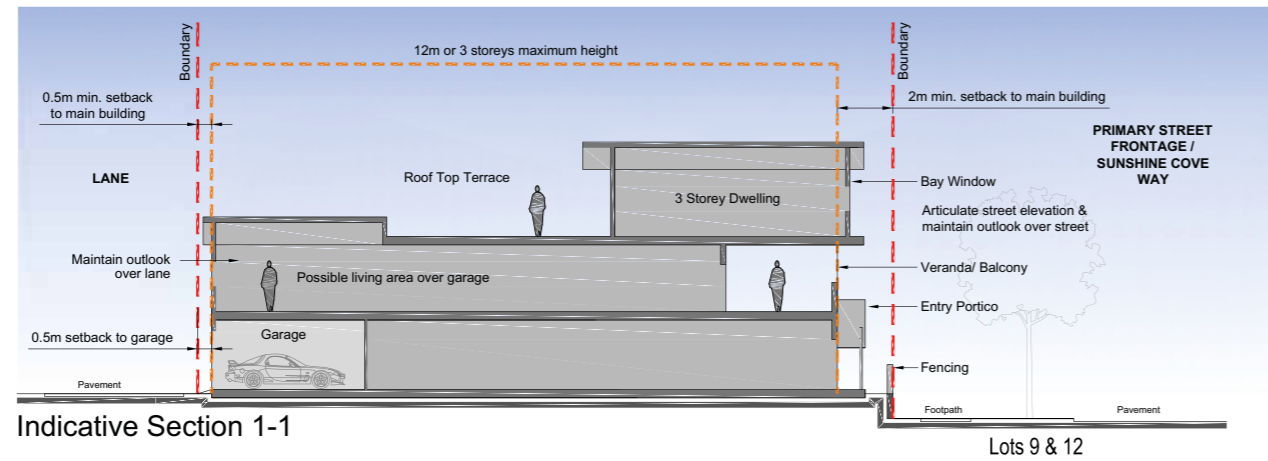 12m or 3 storeys maximum height
Boundary
Boundary
0.5m min. setback
to main building
2m min. setback to main building
PRIMARY STREET
FRONTAGE /
SUNSHINE COVE
WAY
LANE
Roof Top Terrace
3 Storey Dwelling
Bay Window
Articulate street elevation &
maintain outlook over street
Maintain outlook
over lane
Possible living area over garage
Veranda/ Balcony
Entry Portico
0.5m setback to garage
Garage
Fencing
Pavement
Footpath
Pavement
Indicative Section 1-1
Lots 9 & 12